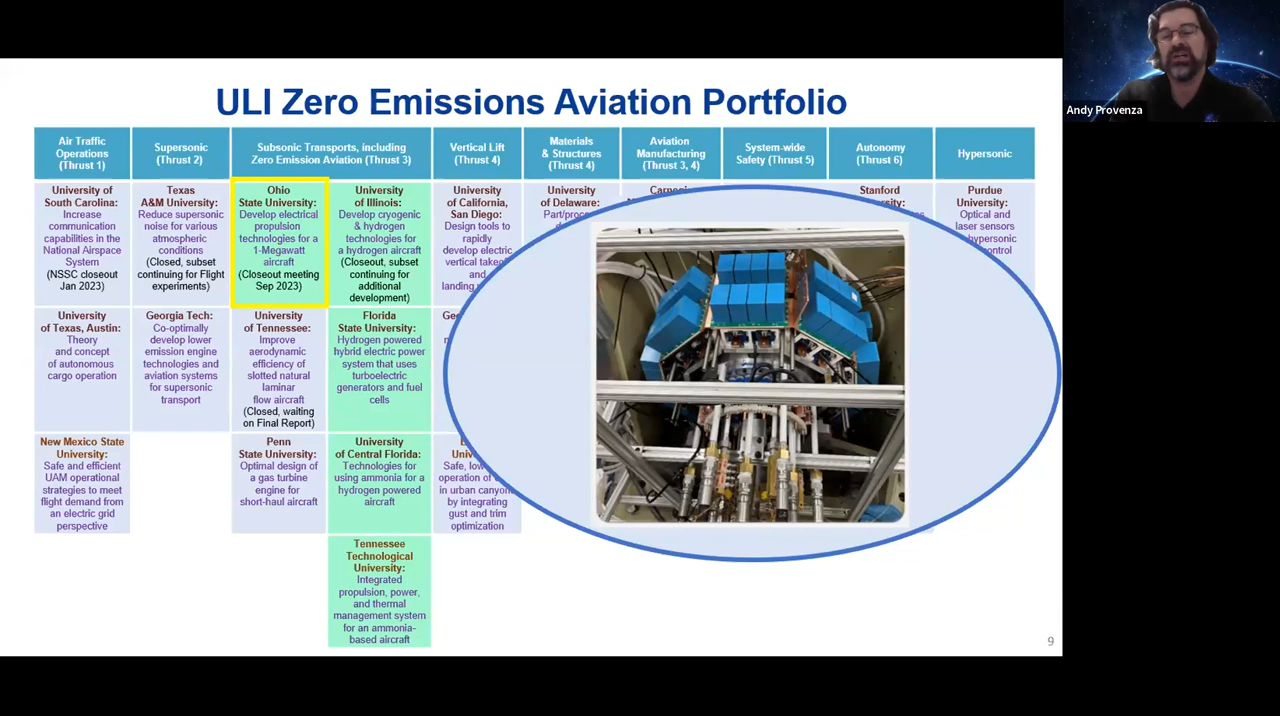 ULI Zero Emissions Aviation Portfolio
Andy Provenza
Air Traffic
Operations
(Thrust 1)
Supersonic
(Thrust 2)
Subsonic Transports, including
Zero Emission Aviation (Thrust 3)
Vertical Lift
(Thrust 4)
Materials
& Structures
(Thrust 4)
Aviation
Manufacturing
(Thrust 3, 4)
System-wide
Safety (Thrust 5)
Autonomy
(Thrust 6)
Hypersonic
University of
South Carolina:
Increase
communication
capabilities in the
National Airspace
System
(NSSC closeout
Jan 2023)
Texas
A&M University:
Reduce supersonic
noise for various
atmospheric
conditions
(Closed, subset
continuing for Flight
experiments)
Ohio
State University:
Develop electrical
propulsion
technologies for a
1-Megawatt
aircraft
(Closeout meeting
Sep 2023)
University
of Illinois:
Develop cryogenic
& hydrogen
technologies for
a hydrogen aircraft
(Closeout, subset
continuing for
additional
development)
University
of California,
San Diego:
Design tools to
rapidly
develop electric
vertical
and
landing
University
of Delaware:
Stanford
Purdue
University:
Optical and
laser sensors
University
of Texas, Austin:
Theory
and concept
of autonomous
cargo operation
Georgia Tech:
Co-optimally
develop lower
emission engine
technologies and
aviation systems
for supersonic
transport
University
of Tennessee:
Improve
aerodynamic
efficiency of
slotted natural
laminar
flow aircraft
(Closed, waiting
on Final Report)
Florida
State University:
Hydrogen powered
hybrid electric power
system that uses
turboelectric
generators and fuel
cells
New Mexico State
University:
Safe and efficient
UAM operational
strategies to meet
flight demand from
an electric grid
perspective
Penn
State University:
Optimal design of
a gas turbine
engine for
short-haul aircraft
University
of Central Florida:
Technologies for
using ammonia for a
hydrogen powered
aircraft
Safe,
operation of
in urban
by integrating
gust and trim
optimization
Tennessee
Technological
University:
Integrated
propulsion, power,
and thermal
management system
for an ammonia-
based aircraft
9